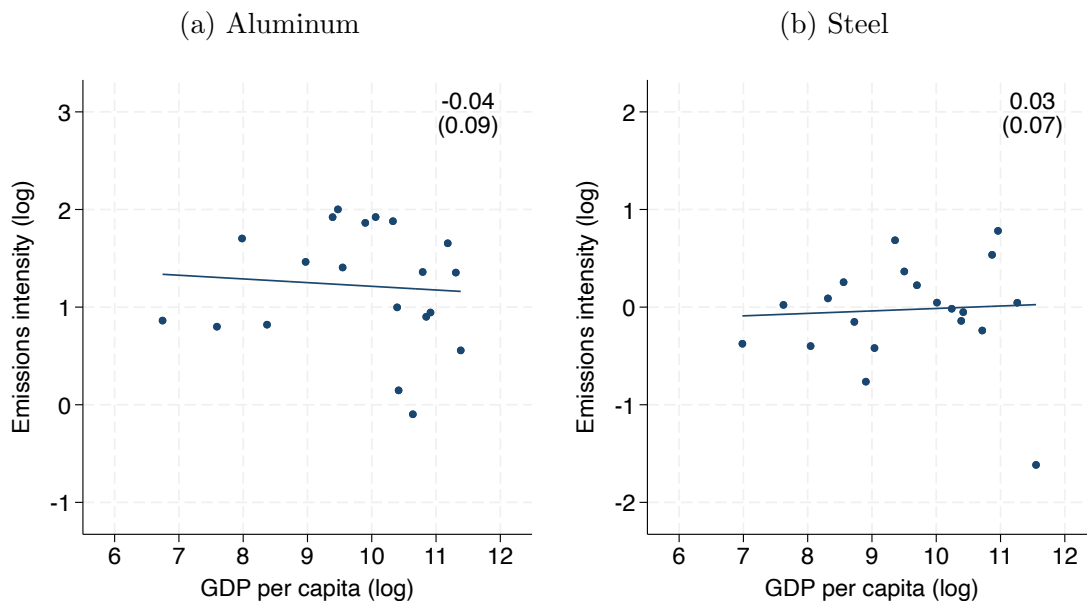 (a) Aluminum
-0.04
(0.09)
3
2
1
0
-1
Emissions intensity (log)
6 7 8 9 10 11 12
GDP per capita (log)
(b) Steel
0.03
(0.07)
2
1
0
-1
-2
Emissions intensity (log)
6 7 8 9 10 11 12
GDP per capita (log)